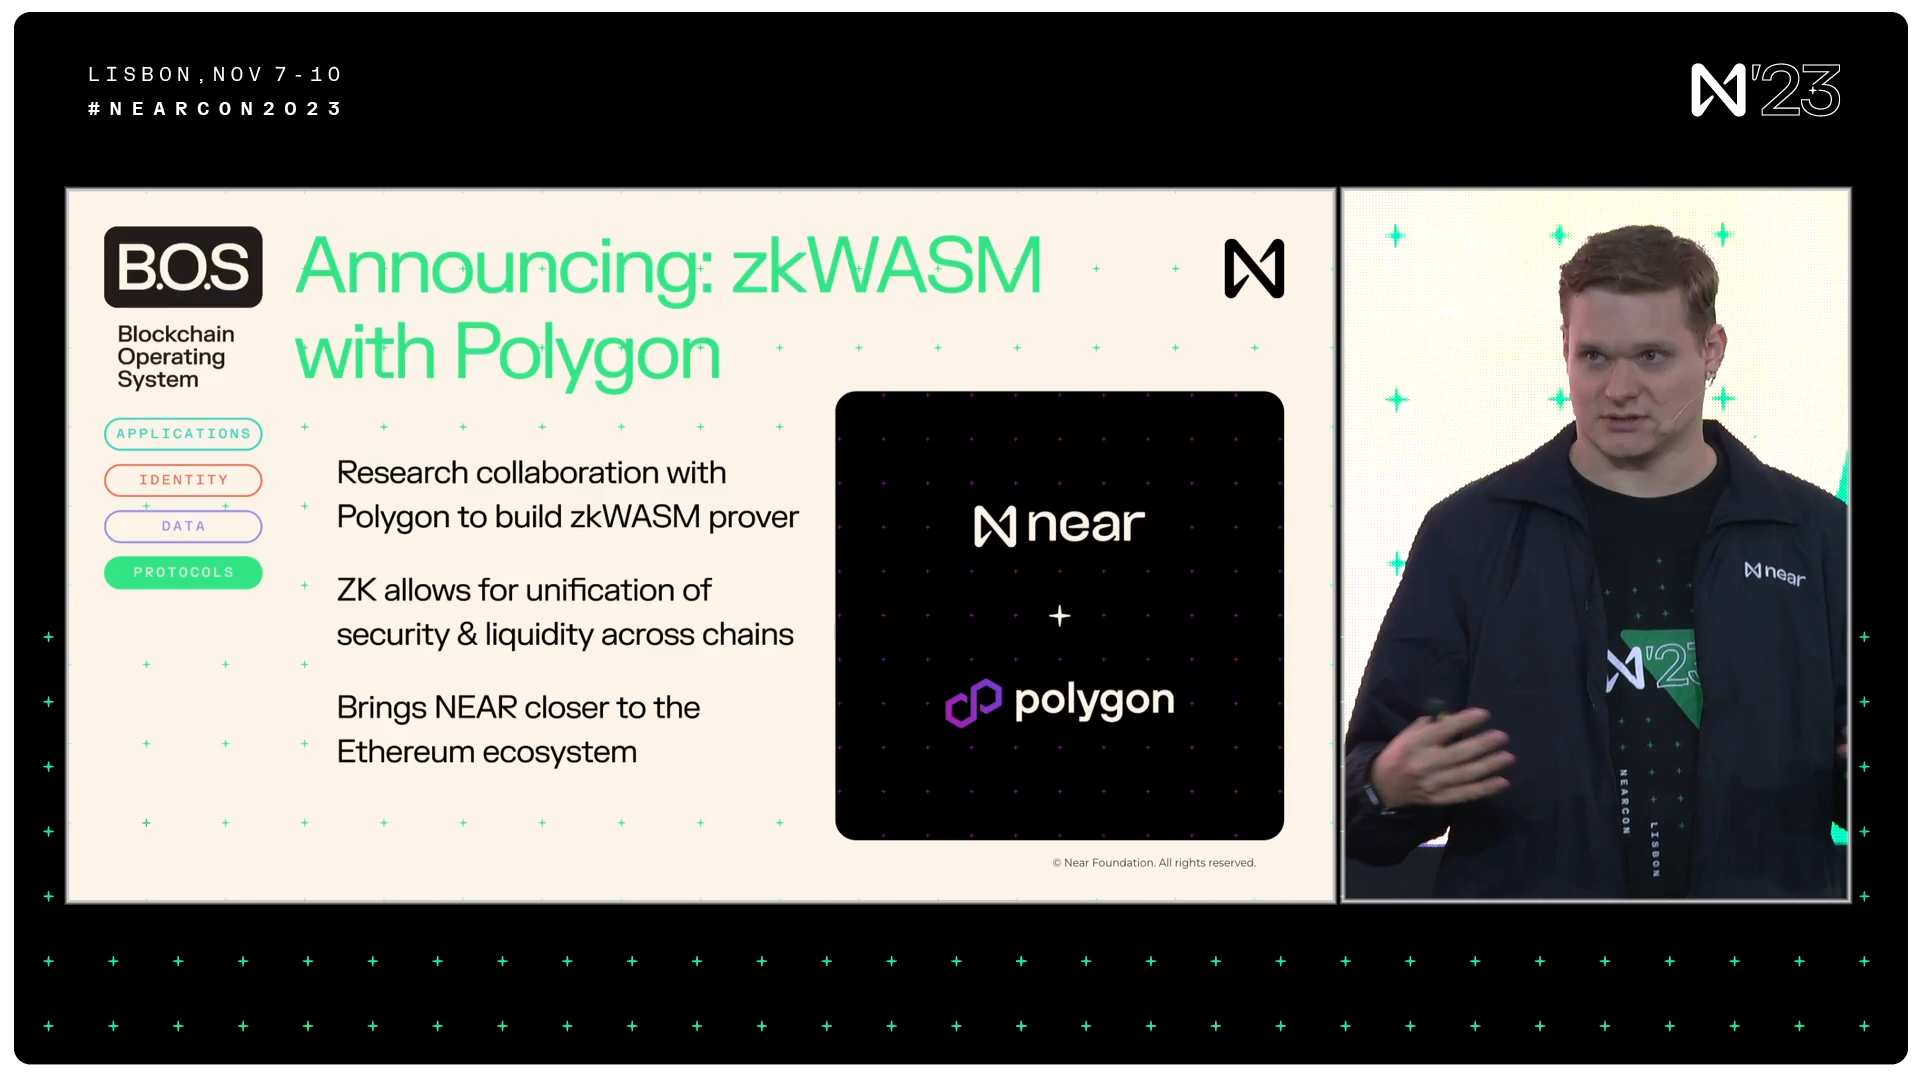 LISBON, NOV 7-10
#NEARCON2023
N'23
B.O.S
Blockchain
Operating
System
APPLICATIONS
IDENTITY
DATA
PROTOCOLS
Announcing: zkWASM
with Polygon
Research collaboration with
Polygon to build zkWASM prover
ZK allows for unification of
security & liquidity across chains
Brings NEAR closer to the
Ethereum ecosystem
near
polygon
© Near Foundation. All rights reserved.
near
N'23
NEARCON
LISBON